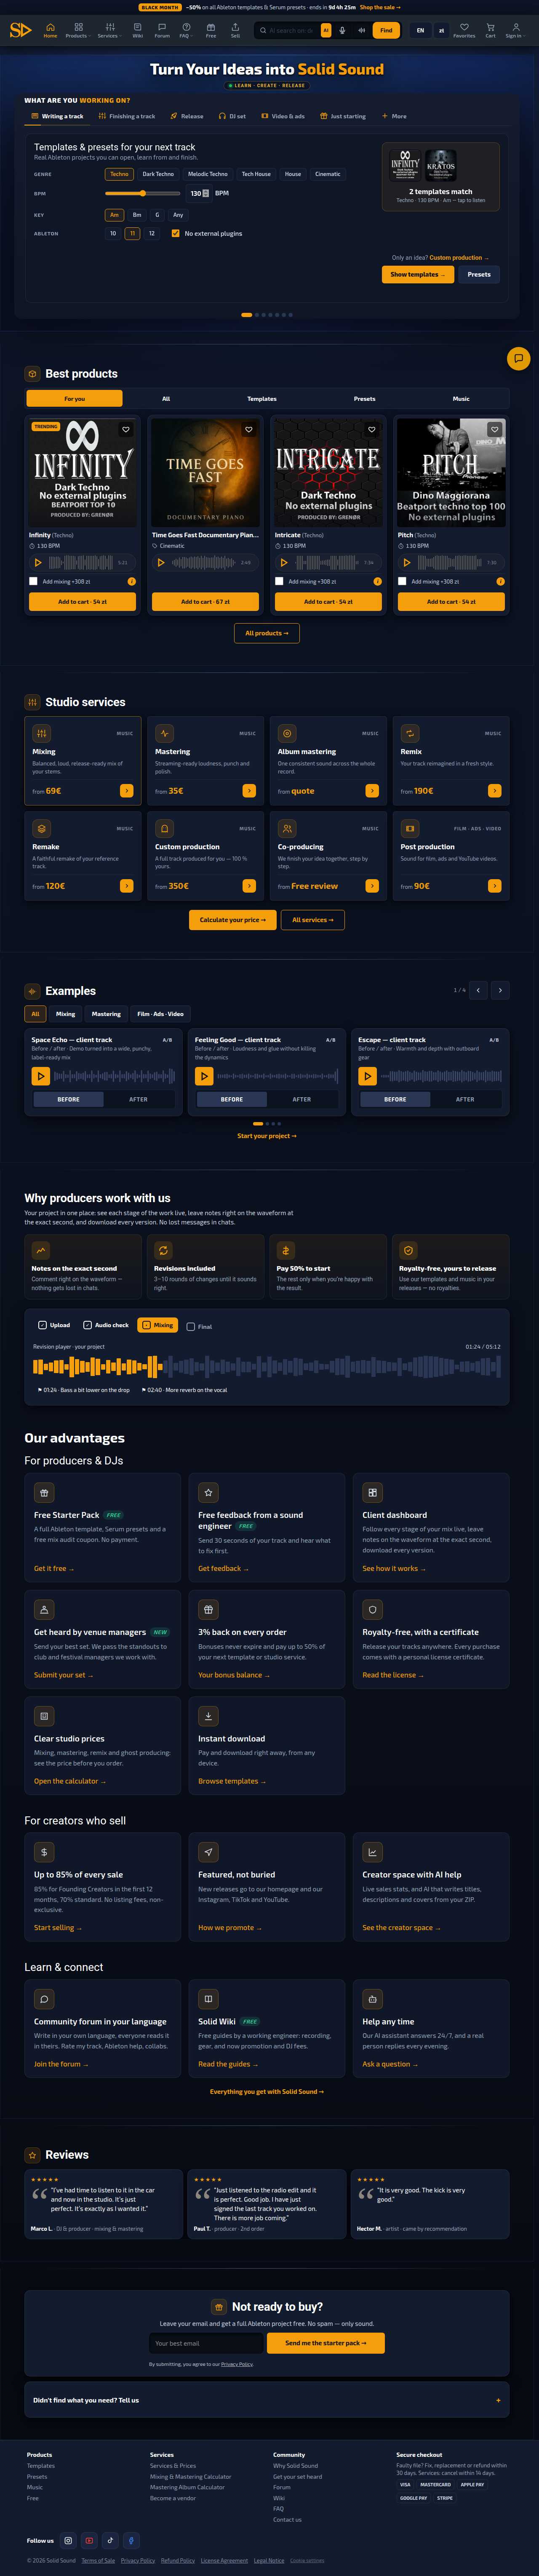 BLACK MONTH −50% on all Ableton templates & Serum presets · ends in 9d 4h 25m Shop the sale →
Home Products Services Wiki Forum FAQ Free Sell AI Find EN zł Favorites Cart Sign in
Turn Your Ideas into Solid Sound
LEARN · CREATE · RELEASE
WHAT ARE YOU WORKING ON?
Writing a track Finishing a track Release DJ set Video & ads Just starting More
Templates & presets for your next track
Real Ableton projects you can open, learn from and finish.
GENRE Techno Dark Techno Melodic Techno Tech House House Cinematic
BPM 130 BPM
KEY Am Bm G Any
ABLETON 10 11 12 No external plugins
2 templates match
Techno · 130 BPM · Am — tap to listen
Only an idea? Custom production →
Show templates → Presets
Best products
For you All Templates Presets Music
TRENDING
INFINITY
Dark Techno
No external plugins
BEATPORT TOP 10
PRODUCED BY: GRENØR
TIME GOES FAST
DOCUMENTARY PIANO
INTRICATE
Dark Techno
No external plugins
PRODUCED BY: GRENØR
PITCH
Dino Maggiorana
Beatport techno top 100
No external plugins
Infinity (Techno)
130 BPM
5:21
Add mixing +308 zł
Add to cart · 54 zł
Time Goes Fast Documentary Pian...
Cinematic
2:49
Add mixing +308 zł
Add to cart · 67 zł
Intricate (Techno)
130 BPM
7:34
Add mixing +308 zł
Add to cart · 54 zł
Pitch (Techno)
130 BPM
7:30
Add mixing +308 zł
Add to cart · 54 zł
All products →
Studio services
MUSIC
Mixing
Balanced, loud, release-ready mix of your stems.
from 69€
MUSIC
Mastering
Streaming-ready loudness, punch and polish.
from 35€
MUSIC
Album mastering
One consistent sound across the whole record.
from quote
MUSIC
Remix
Your track reimagined in a fresh style.
from 190€
MUSIC
Remake
A faithful remake of your reference track.
from 120€
MUSIC
Custom production
A full track produced for you — 100 % yours.
from 350€
MUSIC
Co-producing
We finish your idea together, step by step.
from Free review
FILM · ADS · VIDEO
Post production
Sound for film, ads and YouTube videos.
from 90€
Calculate your price → All services →
Examples
1 / 4
All Mixing Mastering Film · Ads · Video
Space Echo — client track A/B
Before / after · Demo turned into a wide, punchy, label-ready mix
BEFORE AFTER
Feeling Good — client track A/B
Before / after · Loudness and glue without killing the dynamics
BEFORE AFTER
Escape — client track A/B
Before / after · Warmth and depth with outboard gear
BEFORE AFTER
Start your project →
Why producers work with us
Your project in one place: see each stage of the work live, leave notes right on the waveform at
the exact second, and download every version. No lost messages in chats.
Notes on the exact second
Comment right on the waveform — nothing gets lost in chats.
Revisions included
3–10 rounds of changes until it sounds right.
Pay 50% to start
The rest only when you're happy with the result.
Royalty-free, yours to release
Use our templates and music in your releases — no royalties.
Upload Audio check Mixing Final
Revision player · your project 01:24 / 05:12
01:24 · Bass a bit lower on the drop 02:40 · More reverb on the vocal
Our advantages
For producers & DJs
Free Starter Pack FREE
A full Ableton template, Serum presets and a free mix audit coupon. No payment.
Get it free →
Free feedback from a sound engineer FREE
Send 30 seconds of your track and hear what to fix first.
Get feedback →
Client dashboard
Follow every stage of your mix live, leave notes on the waveform at the exact second, download every version.
See how it works →
Get heard by venue managers NEW
Send your best set. We pass the standouts to club and festival managers we work with.
Submit your set →
3% back on every order
Bonuses never expire and pay up to 50% of your next template or studio service.
Your bonus balance →
Royalty-free, with a certificate
Release your tracks anywhere. Every purchase comes with a personal license certificate.
Read the license →
Clear studio prices
Mixing, mastering, remix and ghost producing: see the price before you order.
Open the calculator →
Instant download
Pay and download right away, from any device.
Browse templates →
For creators who sell
Up to 85% of every sale
85% for Founding Creators in the first 12 months, 70% standard. No listing fees, non-exclusive.
Start selling →
Featured, not buried
New releases go to our homepage and our Instagram, TikTok and YouTube.
How we promote →
Creator space with AI help
Live sales stats, and AI that writes titles, descriptions and covers from your ZIP.
See the creator space →
Learn & connect
Community forum in your language
Write in your own language, everyone reads it in theirs. Rate my track, Ableton help, collabs.
Join the forum →
Solid Wiki FREE
Free guides by a working engineer: recording, gear, and now promotion and DJ fees.
Read the guides →
Help any time
Our AI assistant answers 24/7, and a real person replies every evening.
Ask a question →
Everything you get with Solid Sound →
Reviews
"I've had time to listen to it in the car and now in the studio. It's just perfect. It's exactly as I wanted it."
Marco L. · DJ & producer · mixing & mastering
"Just listened to the radio edit and it is perfect. Good job. I have just signed the last track you worked on. There is more job coming."
Paul T. · producer · 2nd order
"It is very good. The kick is very good."
Hector M. · artist · came by recommendation
Not ready to buy?
Leave your email and get a full Ableton project free. No spam — only sound.
Your best email Send me the starter pack →
By submitting, you agree to our Privacy Policy.
Didn't find what you need? Tell us +
Products
Templates
Presets
Music
Free
Services
Services & Prices
Mixing & Mastering Calculator
Mastering Album Calculator
Become a vendor
Community
Why Solid Sound
Get your set heard
Forum
Wiki
FAQ
Contact us
Secure checkout
Faulty file? Fix, replacement or refund within
30 days. Services: cancel within 14 days.
VISA MASTERCARD APPLE PAY
GOOGLE PAY STRIPE
Follow us
© 2026 Solid Sound Terms of Sale Privacy Policy Refund Policy License Agreement Legal Notice Cookie settings